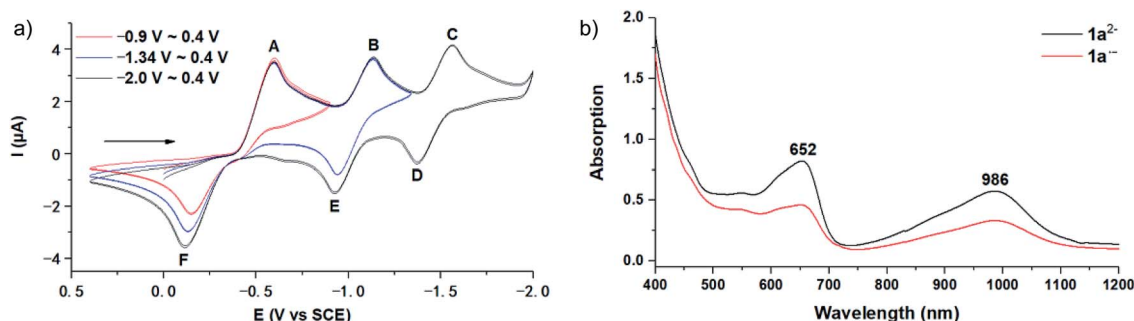 a)
−0.9 V ~ 0.4 V
−1.34 V ~ 0.4 V
−2.0 V ~ 0.4 V
A
B
C
D
E
F
I (µA)
4
2
0
−2
−4
0.5
0.0
−0.5
−1.0
−1.5
−2.0
E (V vs SCE)
b)
1a2-
1a·−
652
986
Absorption
2.0
1.5
1.0
0.5
0.0
400
500
600
700
800
900
1000
1100
1200
Wavelength (nm)